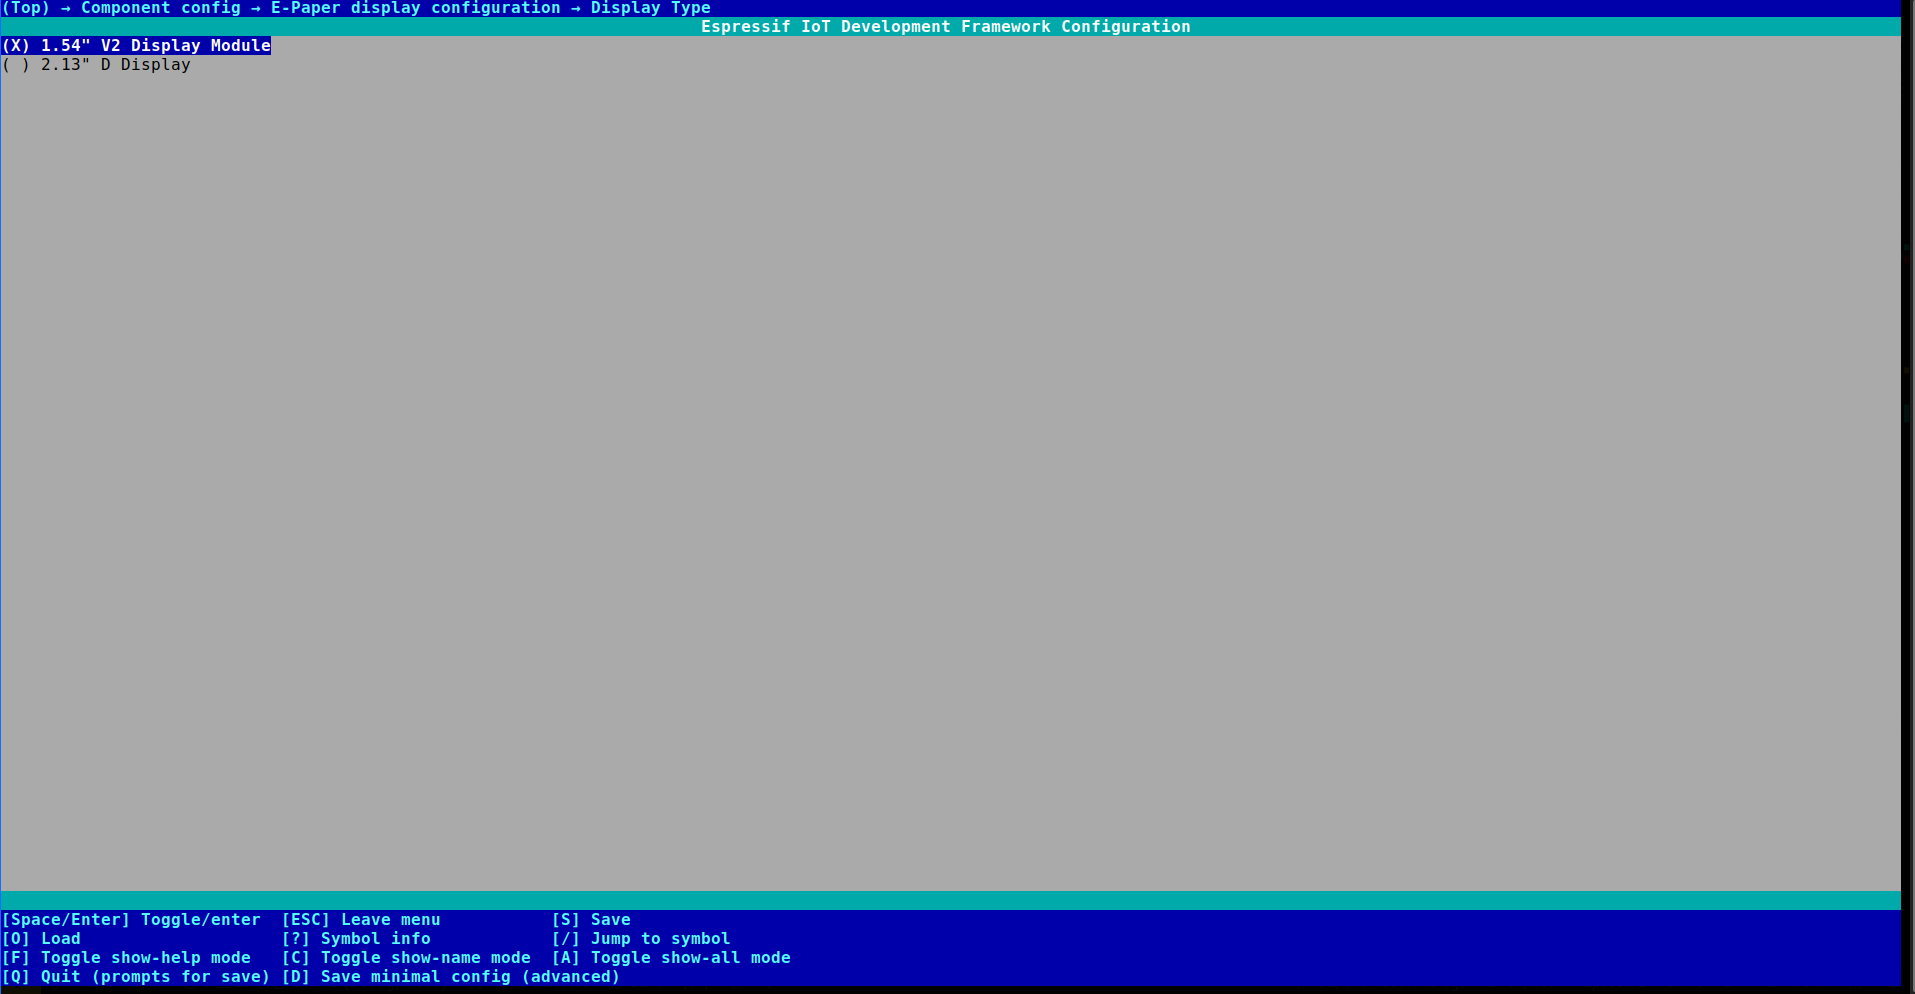 (Top) → Component config → E-Paper display configuration → Display Type
Espressif IoT Development Framework Configuration
(X) 1.54" V2 Display Module
( ) 2.13" D Display
[Space/Enter] Toggle/enter  [ESC] Leave menu           [S] Save
[O] Load                    [?] Symbol info            [/] Jump to symbol
[F] Toggle show-help mode   [C] Toggle show-name mode  [A] Toggle show-all mode
[Q] Quit (prompts for save) [D] Save minimal config (advanced)